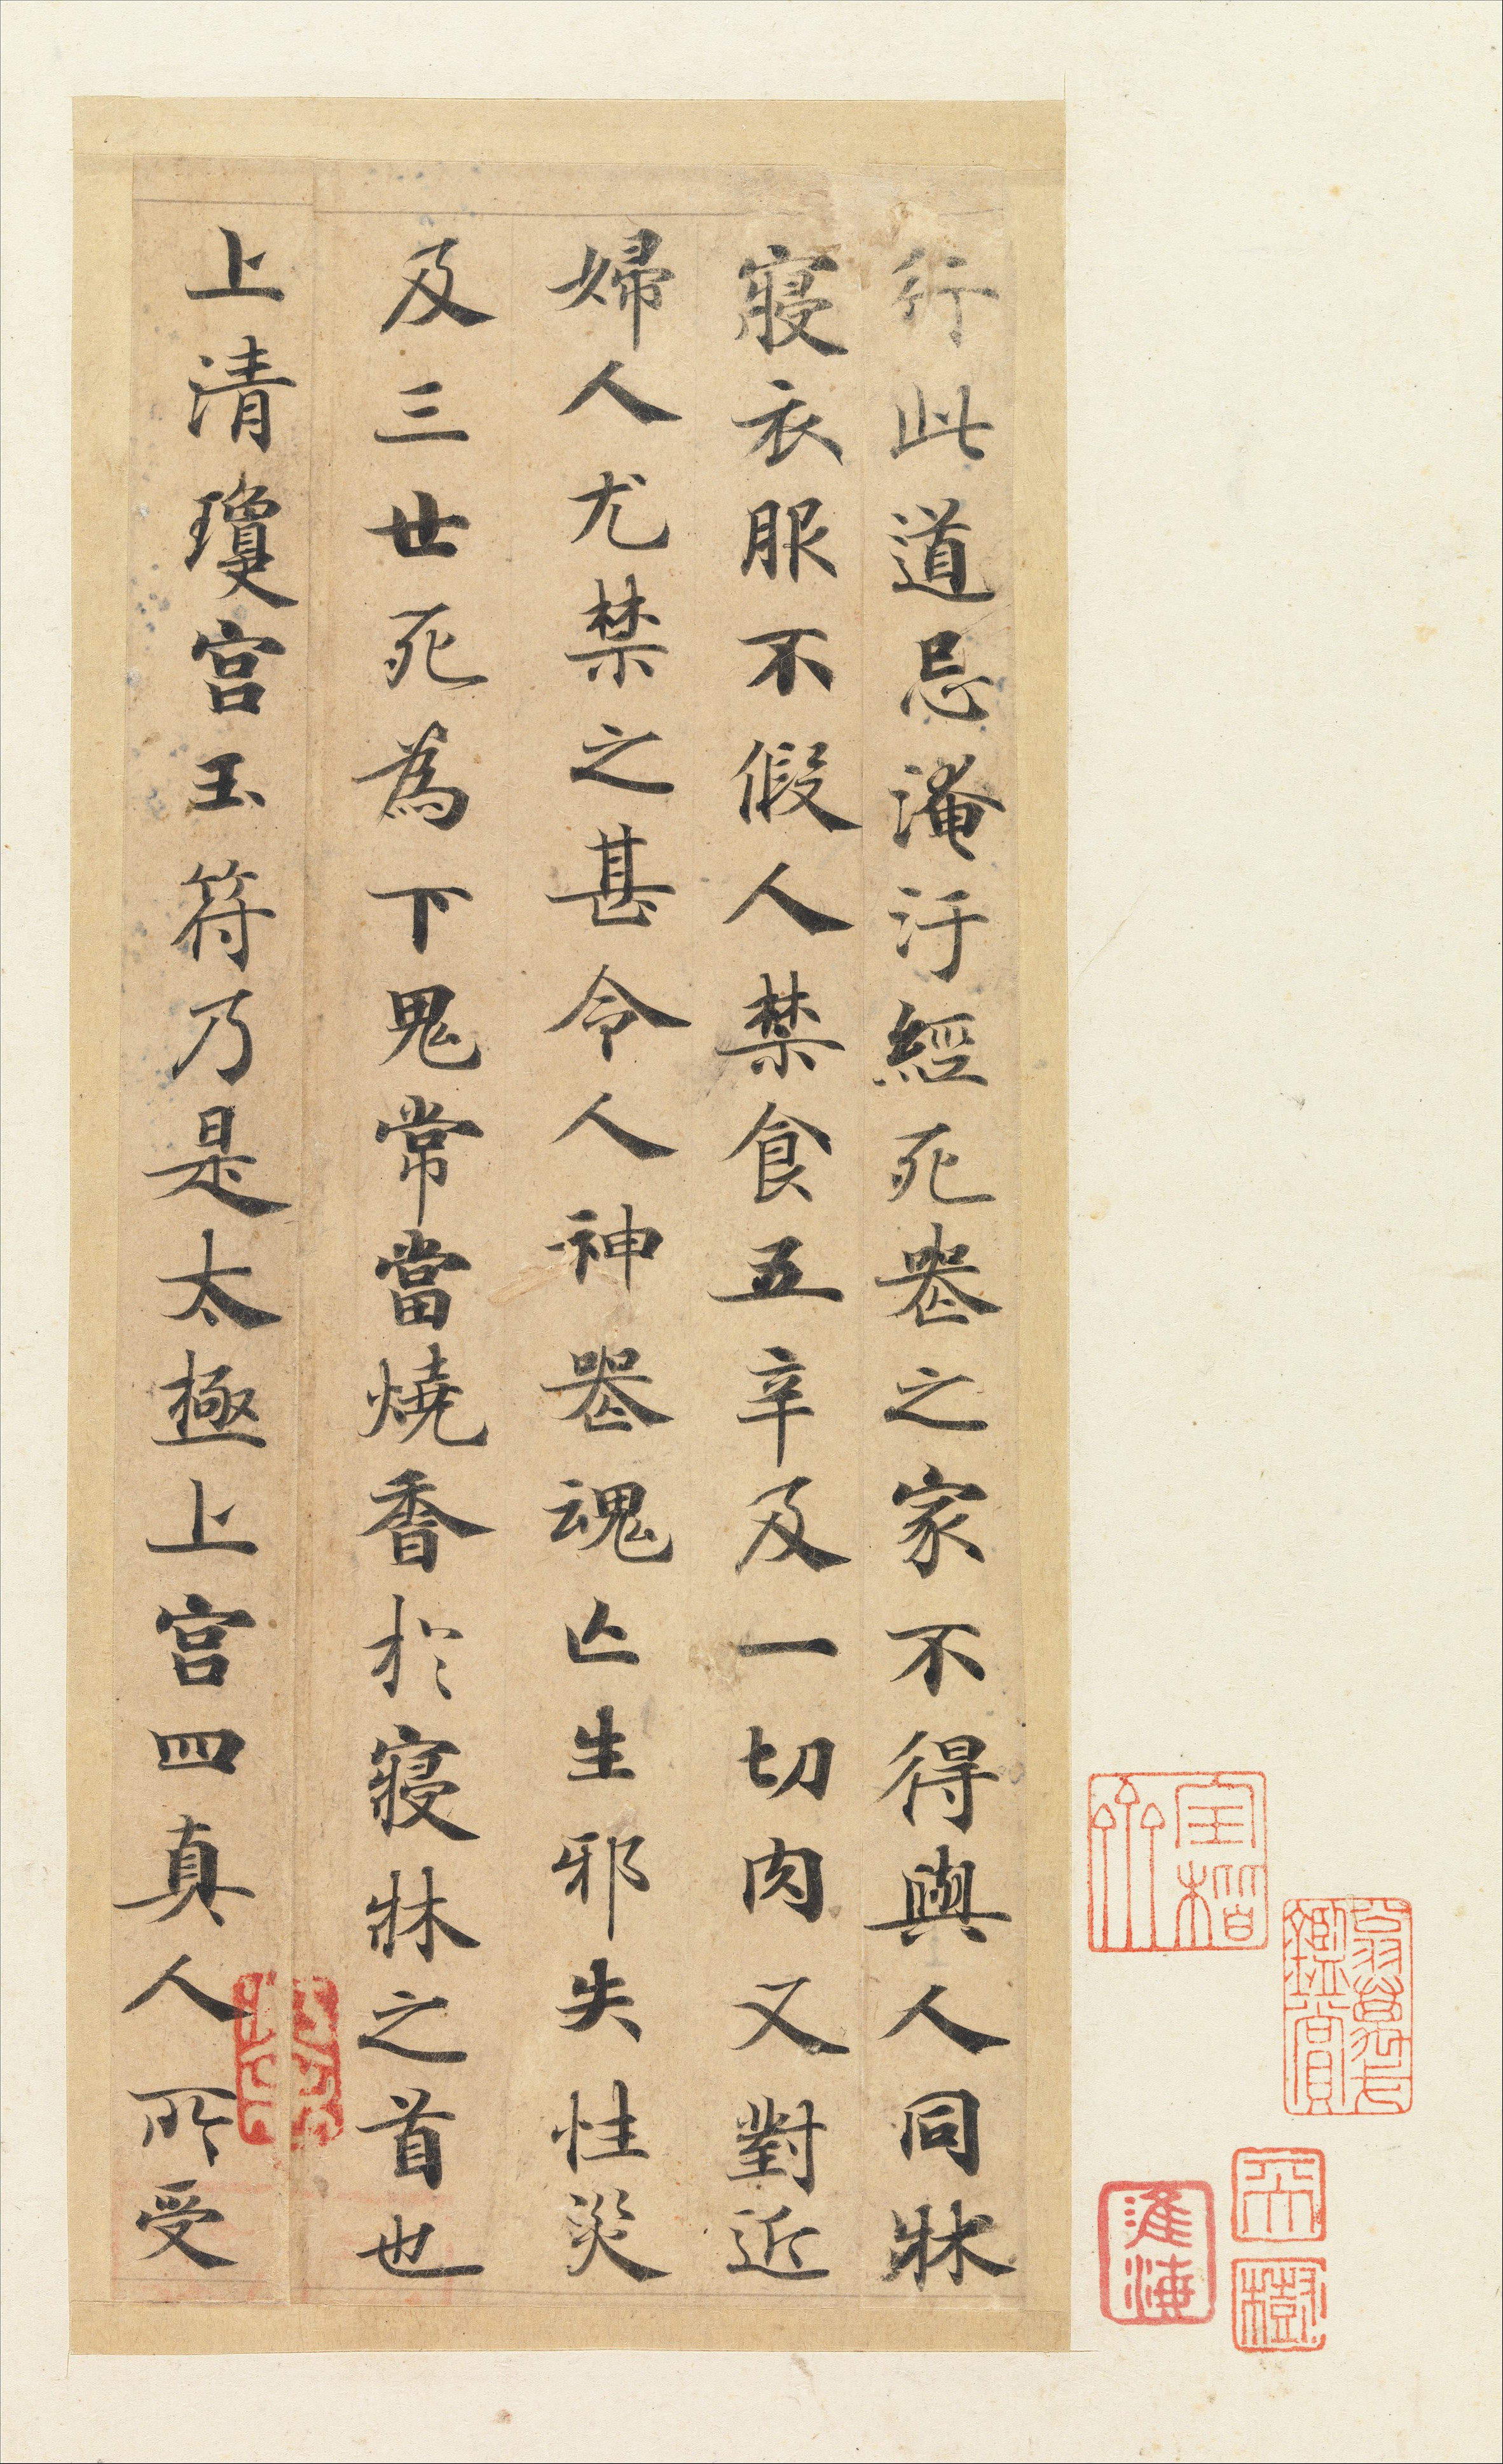 行此道忌淹汙經死喪之家不得與人同牀
寢衣服不假人禁食五辛及一切肉又對近
婦人尤禁之甚令人神喪魂亡生邪失性災
及三世死為下鬼常當燒香於寢牀之首也
上清瓊宮玉符乃是太極上宮四真人所受
淮海